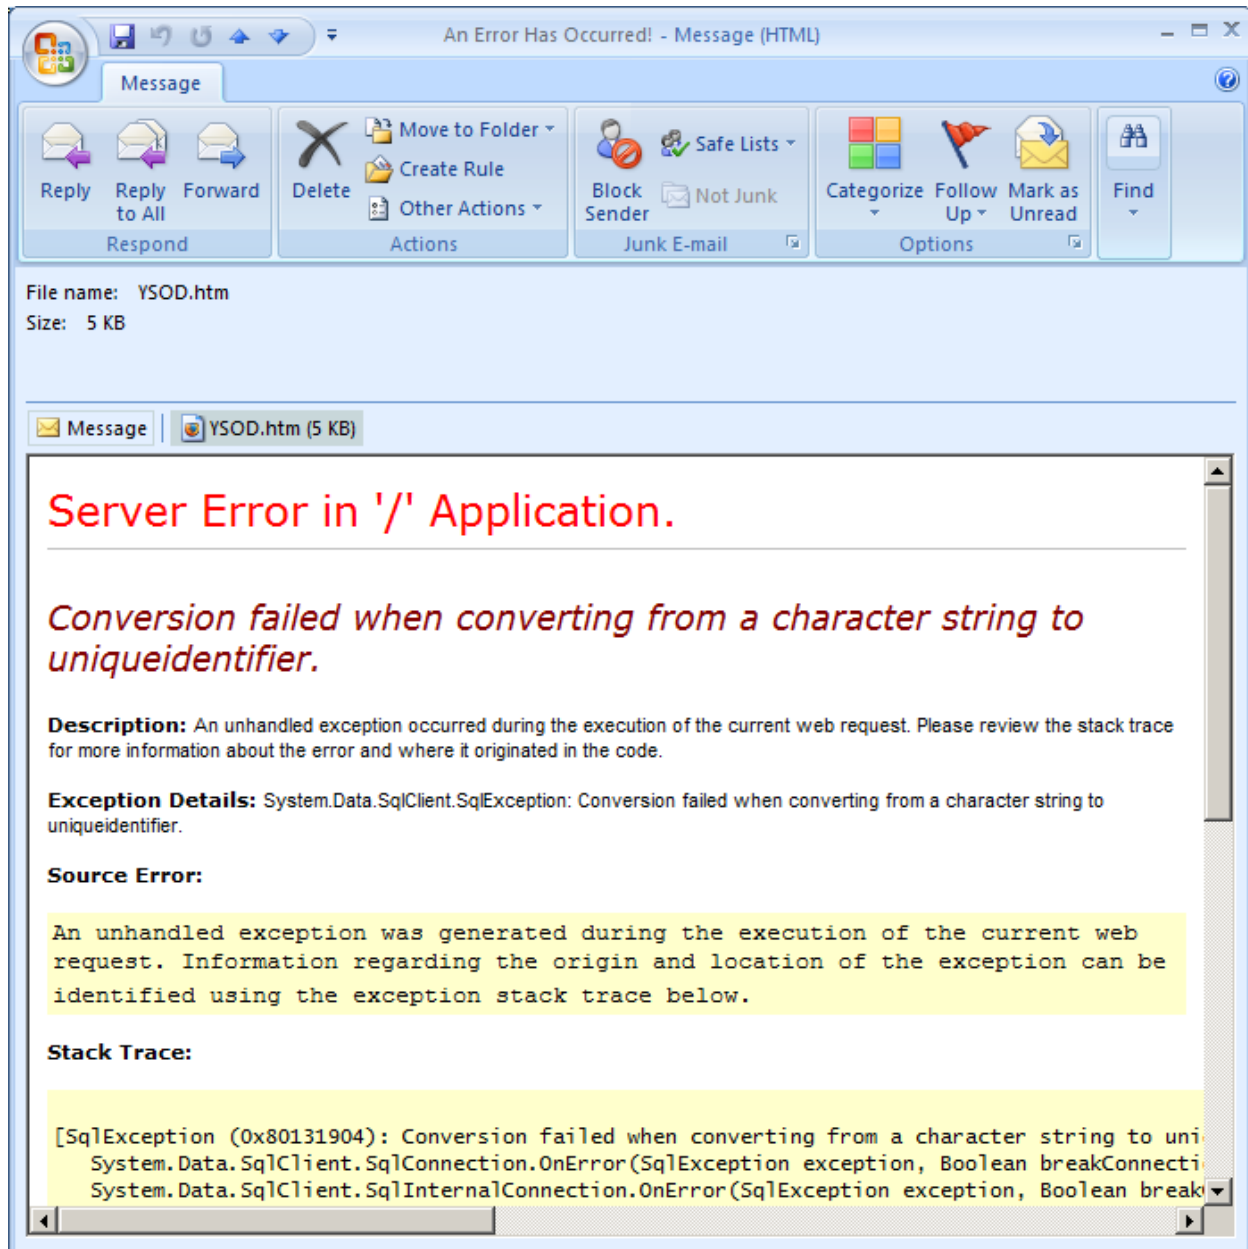 An Error Has Occurred! - Message (HTML)
Message
Reply
Reply to All
Forward
Respond
Delete
Move to Folder
Create Rule
Other Actions
Actions
Block Sender
Safe Lists
Not Junk
Junk E-mail
Categorize
Follow Up
Mark as Unread
Options
Find
File name: YSOD.htm
Size: 5 KB
Message
YSOD.htm (5 KB)
Server Error in '/' Application.
Conversion failed when converting from a character string to
uniqueidentifier.
Description: An unhandled exception occurred during the execution of the current web request. Please review the stack trace
for more information about the error and where it originated in the code.
Exception Details: System.Data.SqlClient.SqlException: Conversion failed when converting from a character string to
uniqueidentifier.
Source Error:
An unhandled exception was generated during the execution of the current web
request. Information regarding the origin and location of the exception can be
identified using the exception stack trace below.
Stack Trace:
[SqlException (0x80131904): Conversion failed when converting from a character string to uni
System.Data.SqlClient.SqlConnection.OnError(SqlException exception, Boolean breakConnecti
System.Data.SqlClient.SqlInternalConnection.OnError(SqlException exception, Boolean break